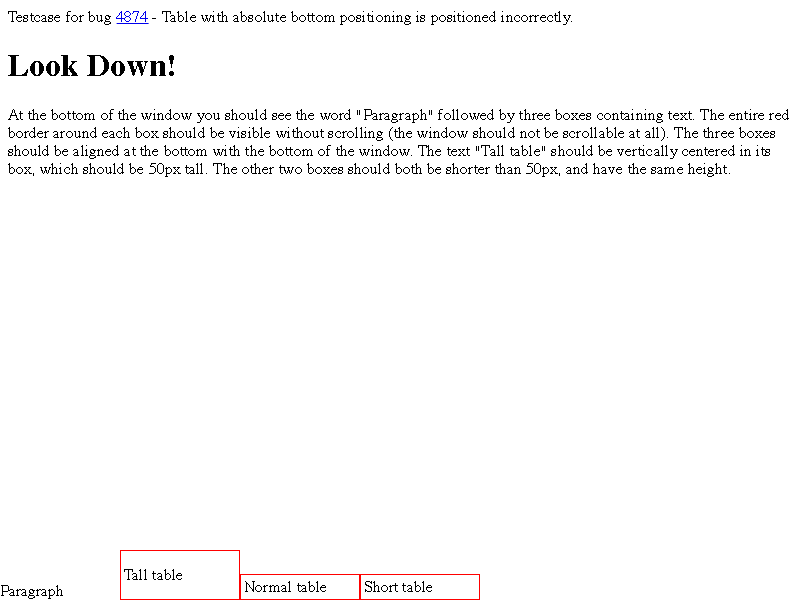 Testcase for bug 4874 - Table with absolute bottom positioning is positioned incorrectly.
Look Down!
At the bottom of the window you should see the word "Paragraph" followed by three boxes containing text. The entire red
border around each box should be visible without scrolling (the window should not be scrollable at all). The three boxes
should be aligned at the bottom with the bottom of the window. The text "Tall table" should be vertically centered in its
box, which should be 50px tall. The other two boxes should both be shorter than 50px, and have the same height.
Tall table
Paragraph
Normal table
Short table